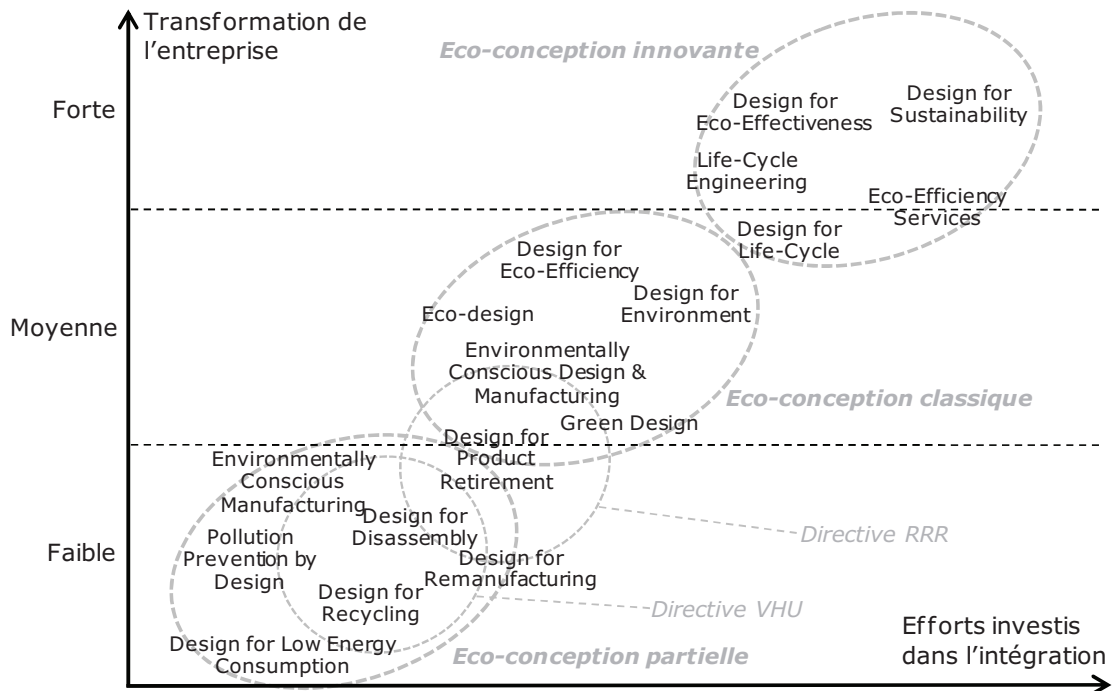 Transformation de
l’entreprise
Eco-conception innovante
Forte
Design for
Eco-Effectiveness
Design for
Sustainability
Life-Cycle
Engineering
Eco-Efficiency
Services
Design for
Life-Cycle
Design for
Eco-Efficiency
Design for
Environment
Eco-design
Moyenne
Environmentally
Conscious Design &
Manufacturing
Eco-conception classique
Green Design
Design for
Product
Retirement
Environmentally
Conscious
Manufacturing
Design for
Disassembly
Directive RRR
Pollution
Prevention by
Design
Faible
Design for
Remanufacturing
Design for
Recycling
Directive VHU
Design for Low Energy
Consumption
Eco-conception partielle
Efforts investis
dans l’intégration